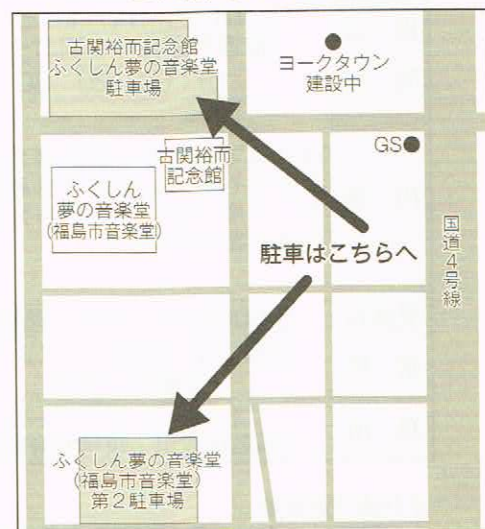 古関裕而記念館
ふくしん夢の音楽堂
駐車場
ヨークタウン
建設中
古関裕而
記念館
GS
ふくしん
夢の音楽堂
(福島市音楽堂)
国道4号線
駐車はこちらへ
ふくしん夢の音楽堂
(福島市音楽堂)
第2駐車場